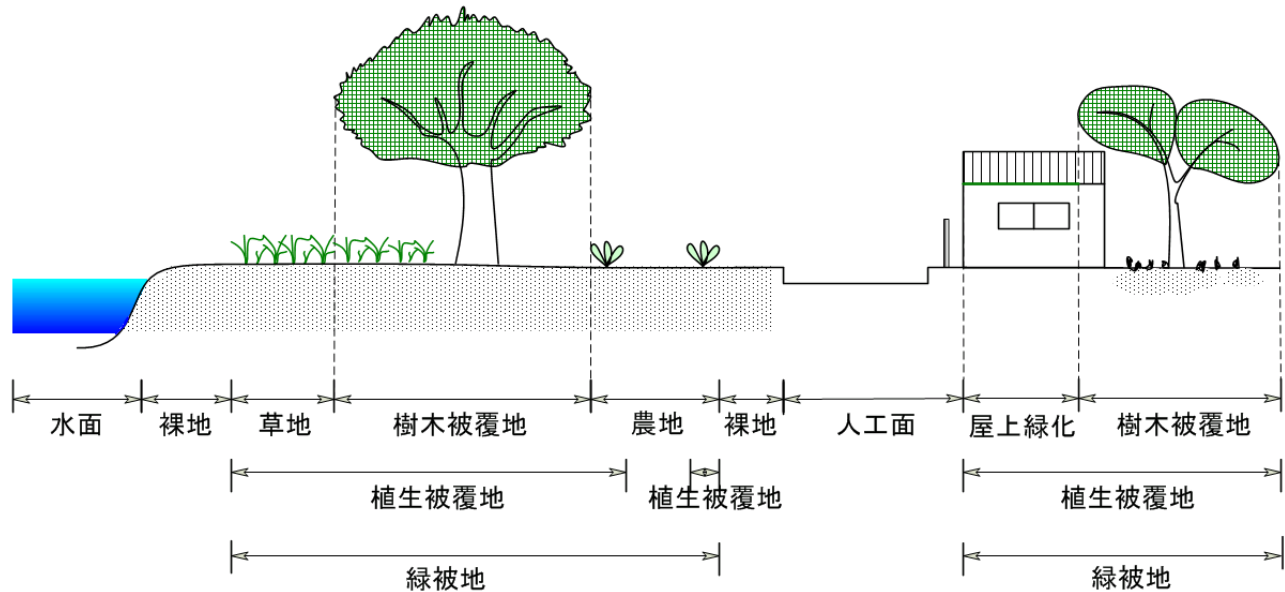 水面 裸地 草地 樹木被覆地 農地 裸地 人工面 屋上緑化 樹木被覆地
植生被覆地 植生被覆地 植生被覆地
緑被地 緑被地